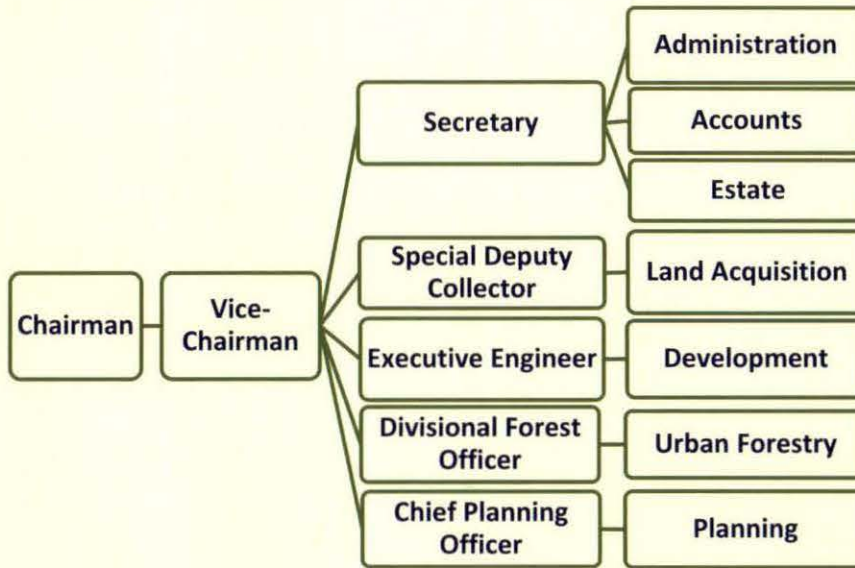 Chairman
Vice-
Chairman
Secretary
Administration
Accounts
Estate
Special Deputy
Collector
Land Acquisition
Executive Engineer
Development
Divisional Forest
Officer
Urban Forestry
Chief Planning
Officer
Planning